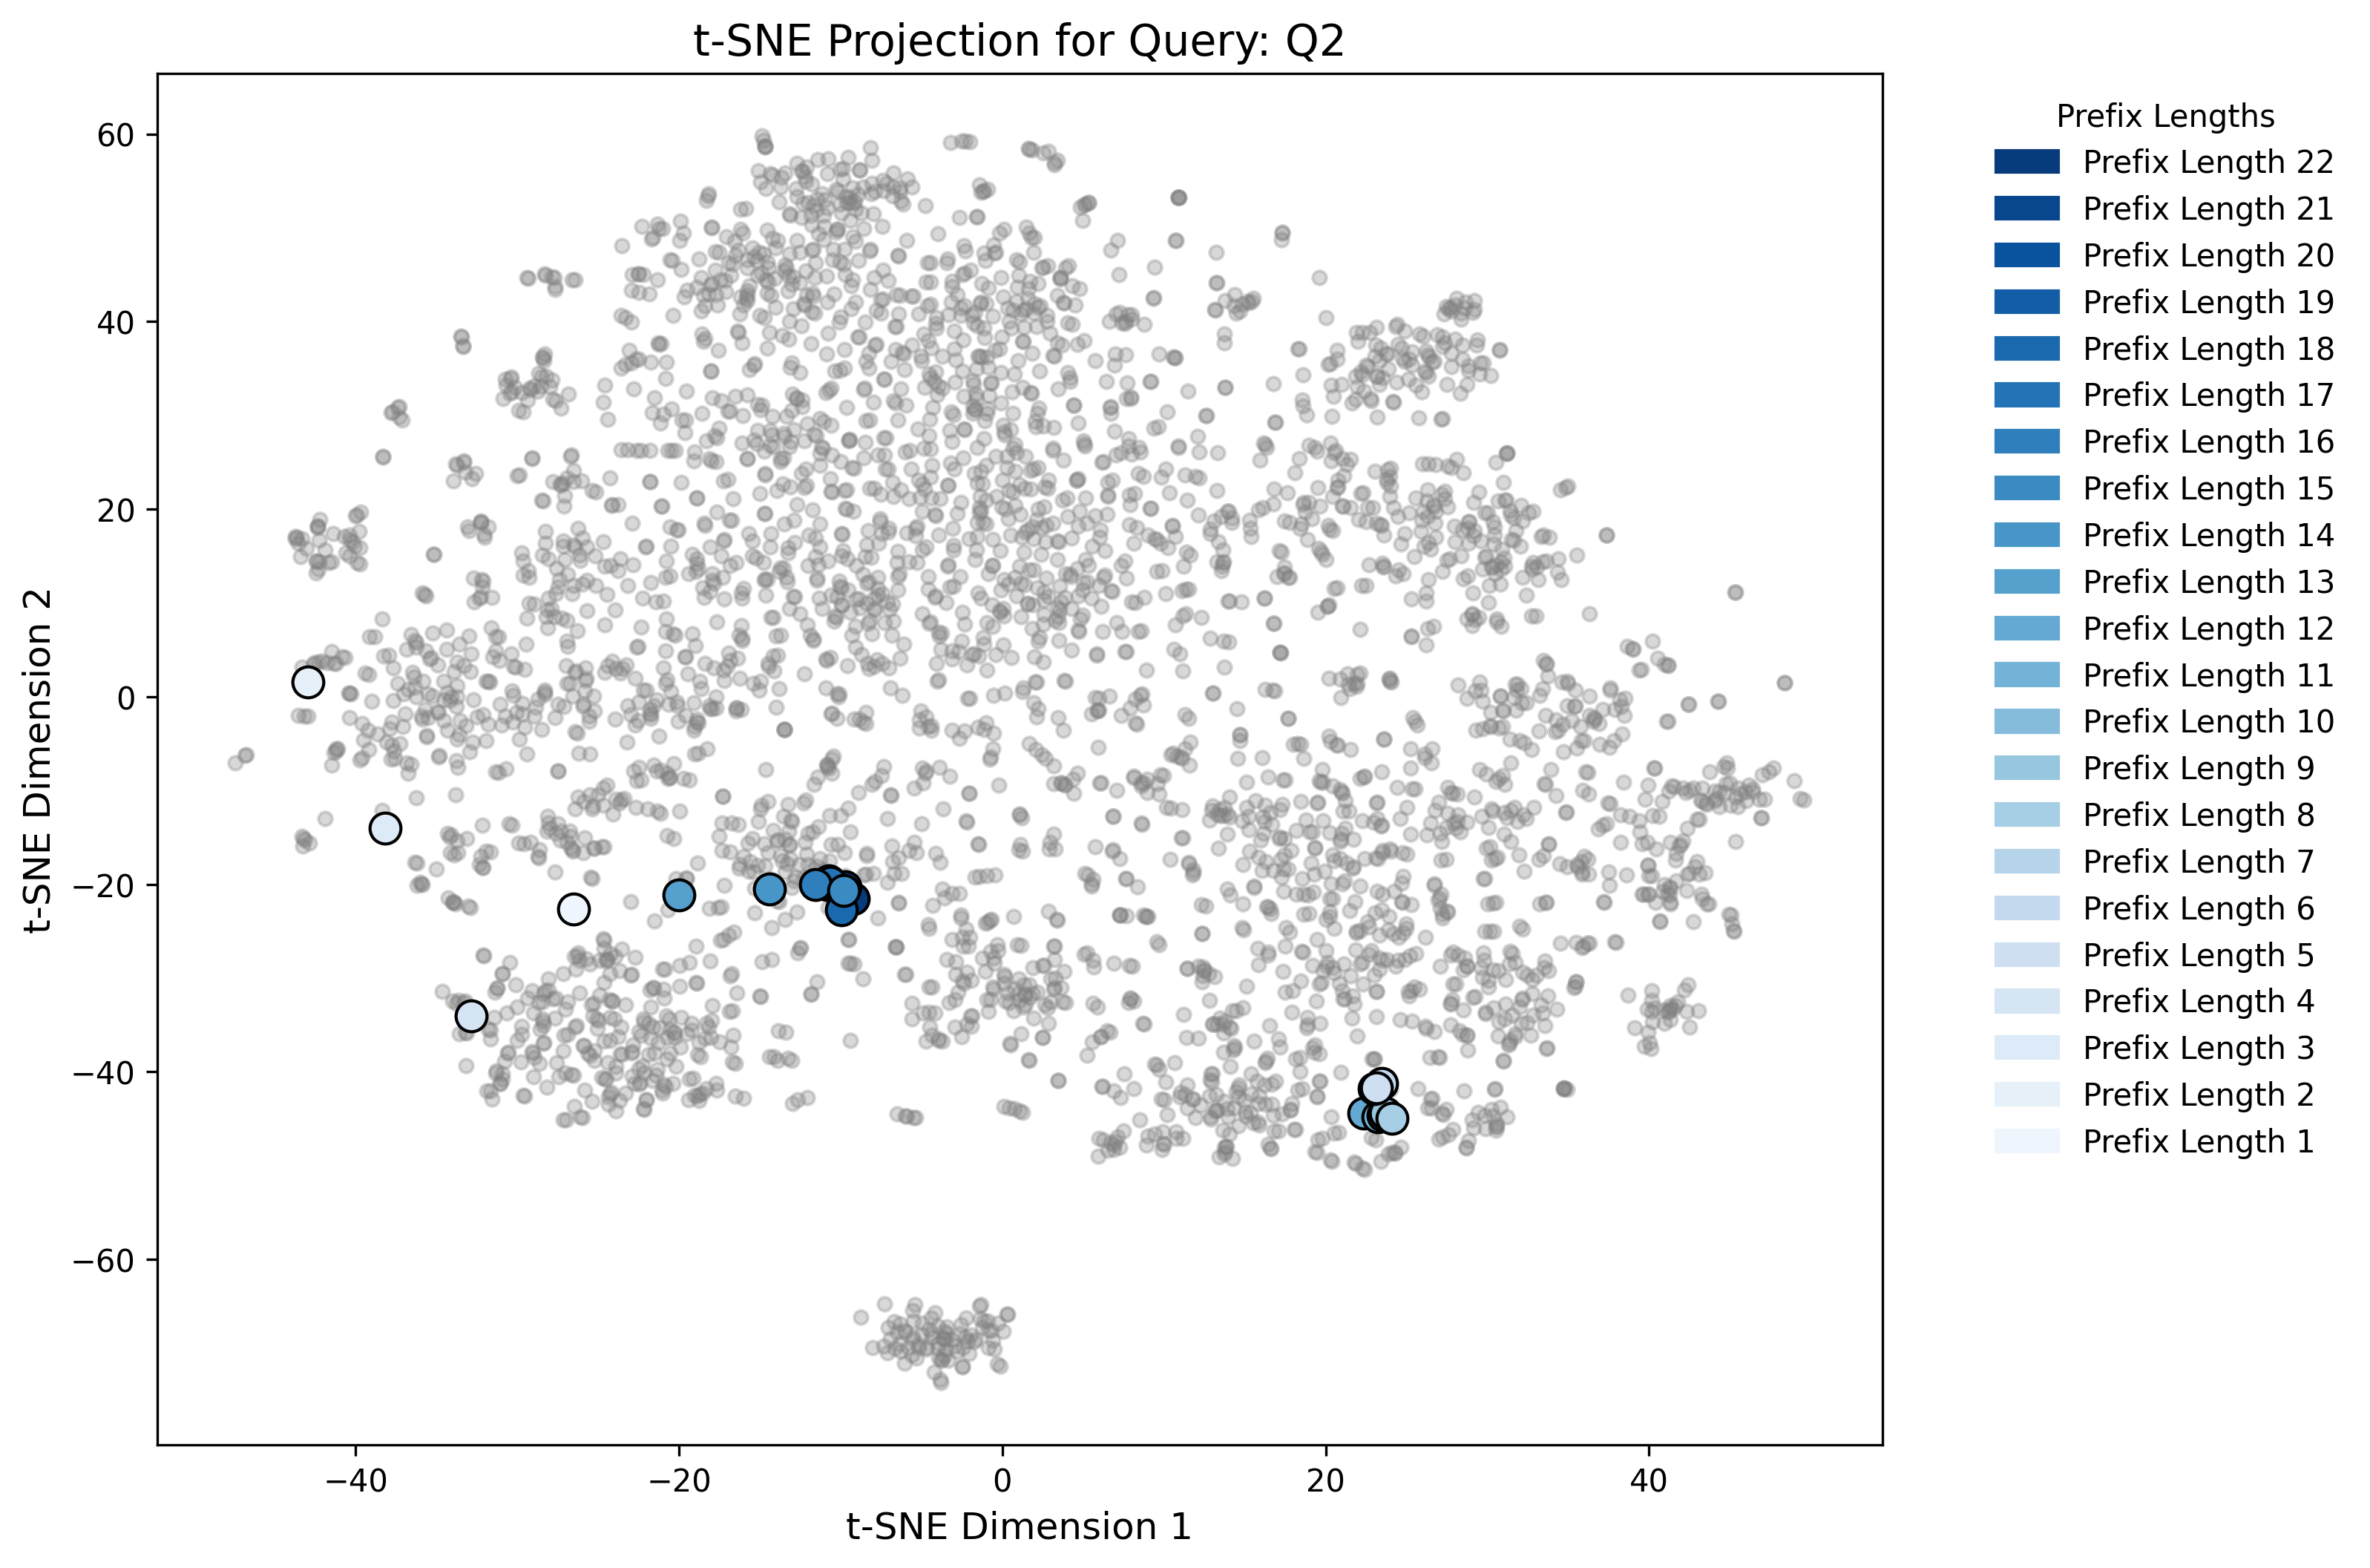 t-SNE Projection for Query: Q2
t-SNE Dimension 2
60
40
20
0
−20
−40
−60
−40
−20
0
20
40
t-SNE Dimension 1
Prefix Lengths
Prefix Length 22
Prefix Length 21
Prefix Length 20
Prefix Length 19
Prefix Length 18
Prefix Length 17
Prefix Length 16
Prefix Length 15
Prefix Length 14
Prefix Length 13
Prefix Length 12
Prefix Length 11
Prefix Length 10
Prefix Length 9
Prefix Length 8
Prefix Length 7
Prefix Length 6
Prefix Length 5
Prefix Length 4
Prefix Length 3
Prefix Length 2
Prefix Length 1